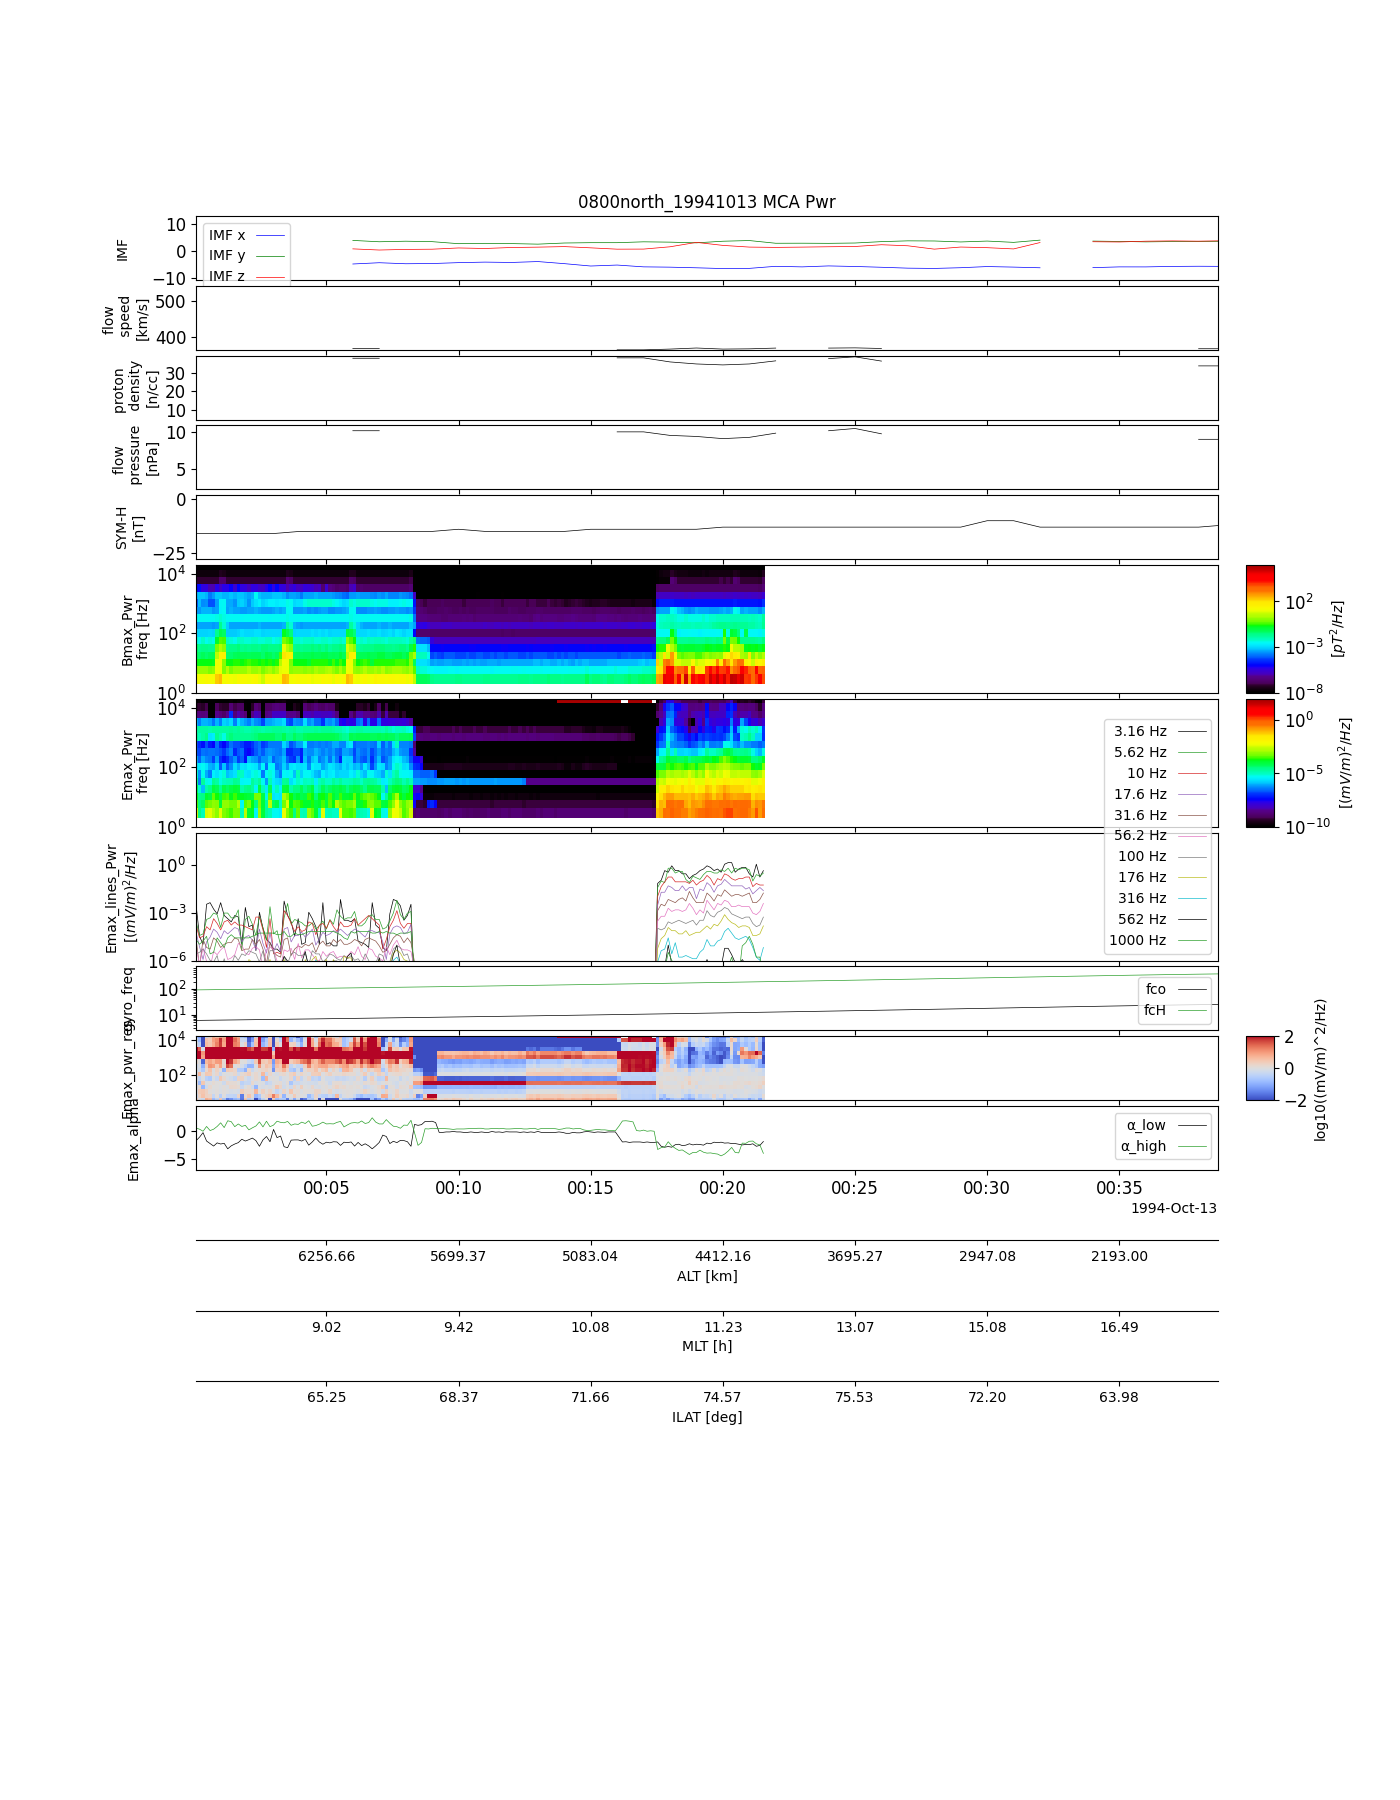 0800north_19941013 MCA Pwr
IMF
10
0
−10
IMF x
IMF y
IMF z
flow
speed
[km/s]
500
400
proton
density
[n/cc]
30
20
10
flow
pressure
[nPa]
10
5
SYM-H
[nT]
0
−25
Bmax_Pwr
freq [Hz]
10^4
10^2
10^0
10^2
10^−3
10^−8
[pT^2/Hz]
Emax_Pwr
freq [Hz]
10^4
10^2
10^0
10^0
10^−5
10^−10
[(mV/m)^2/Hz]
3.16 Hz
5.62 Hz
10 Hz
17.6 Hz
31.6 Hz
56.2 Hz
100 Hz
176 Hz
316 Hz
562 Hz
1000 Hz
Emax_lines_Pwr
[(mV/m)^2/Hz]
10^0
10^−3
10^−6
gyro_freq
10^2
10^1
fco
fcH
10^4
10^2
2
0
−2
log10((mV/m)^2/Hz)
Emax_alpha
0
−5
α_low
α_high
00:05 00:10 00:15 00:20 00:25 00:30 00:35
1994-Oct-13
6256.66 5699.37 5083.04 4412.16 3695.27 2947.08 2193.00
ALT [km]
9.02 9.42 10.08 11.23 13.07 15.08 16.49
MLT [h]
65.25 68.37 71.66 74.57 75.53 72.20 63.98
ILAT [deg]